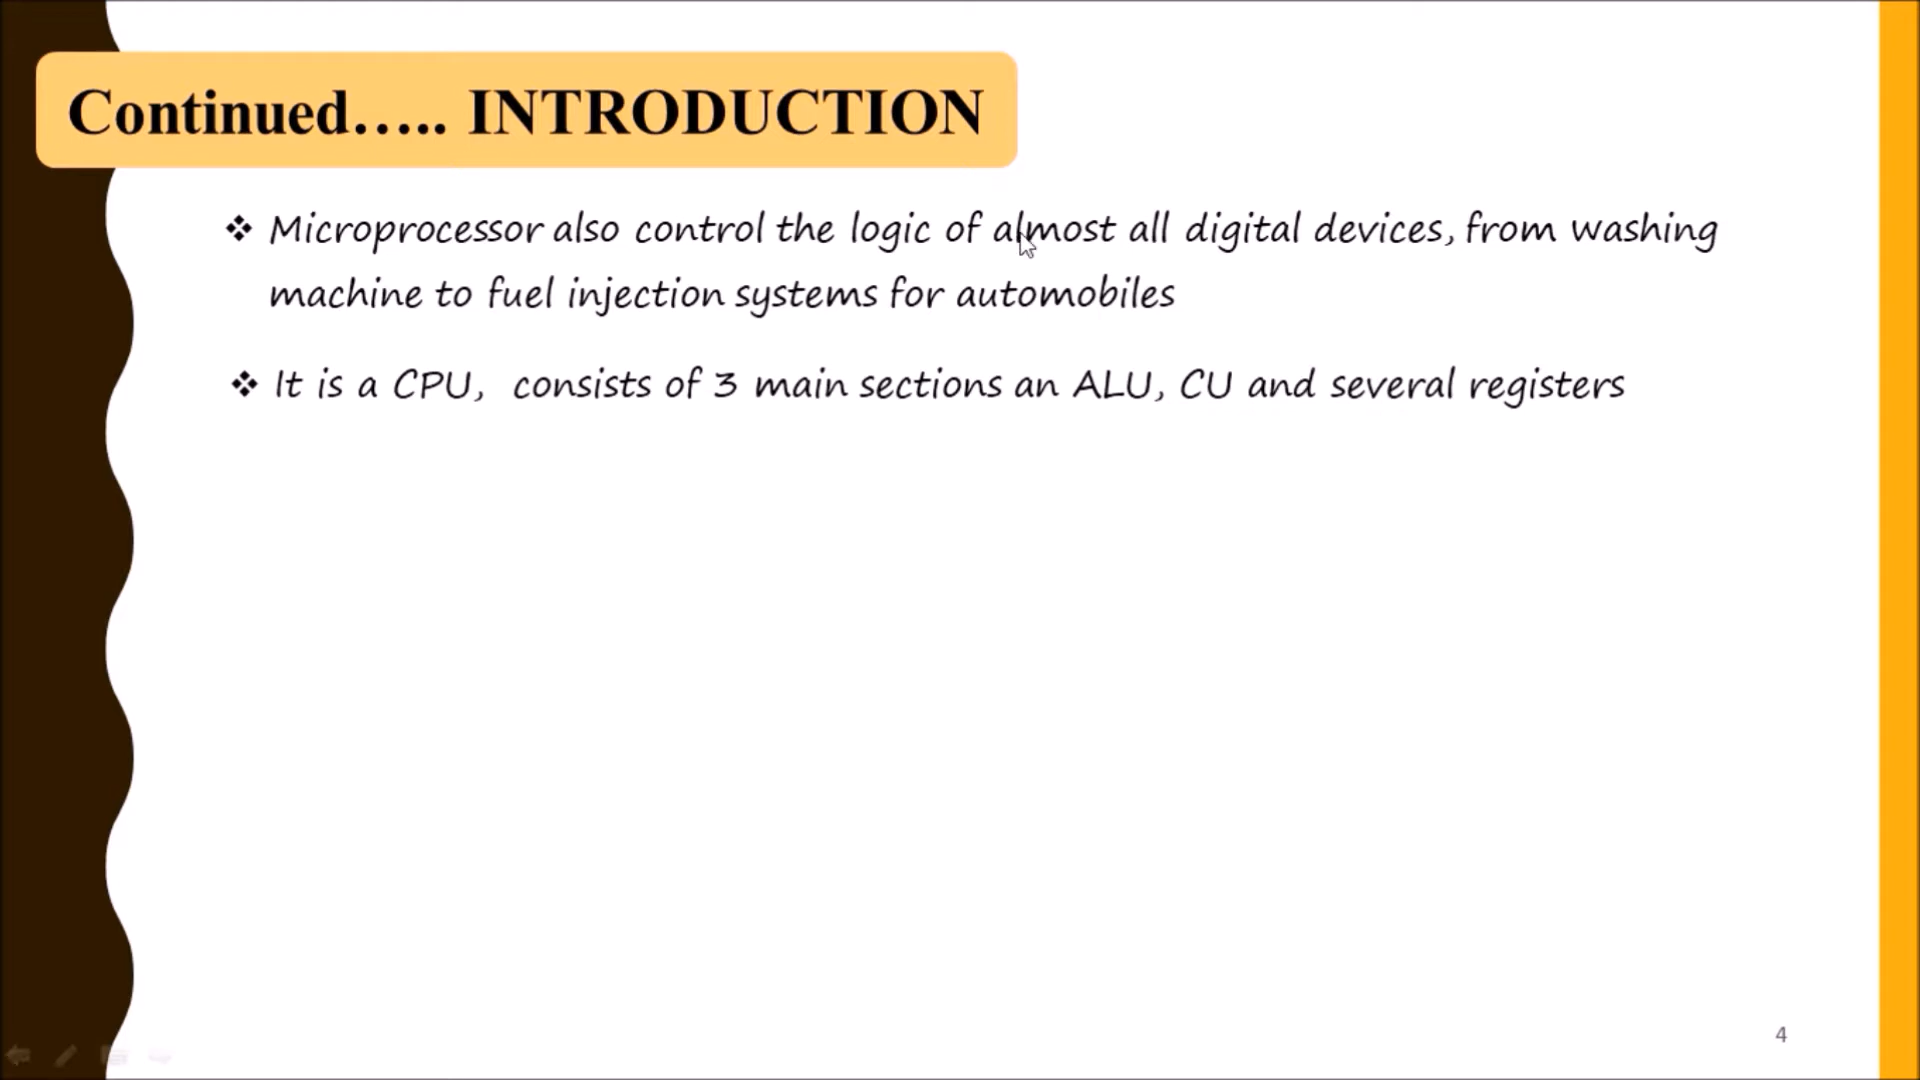 Continued….. INTRODUCTION
❖ Microprocessor also control the logic of almost all digital devices, from washing
machine to fuel injection systems for automobiles
❖ It is a CPU, consists of 3 main sections an ALU, CU and several registers
4